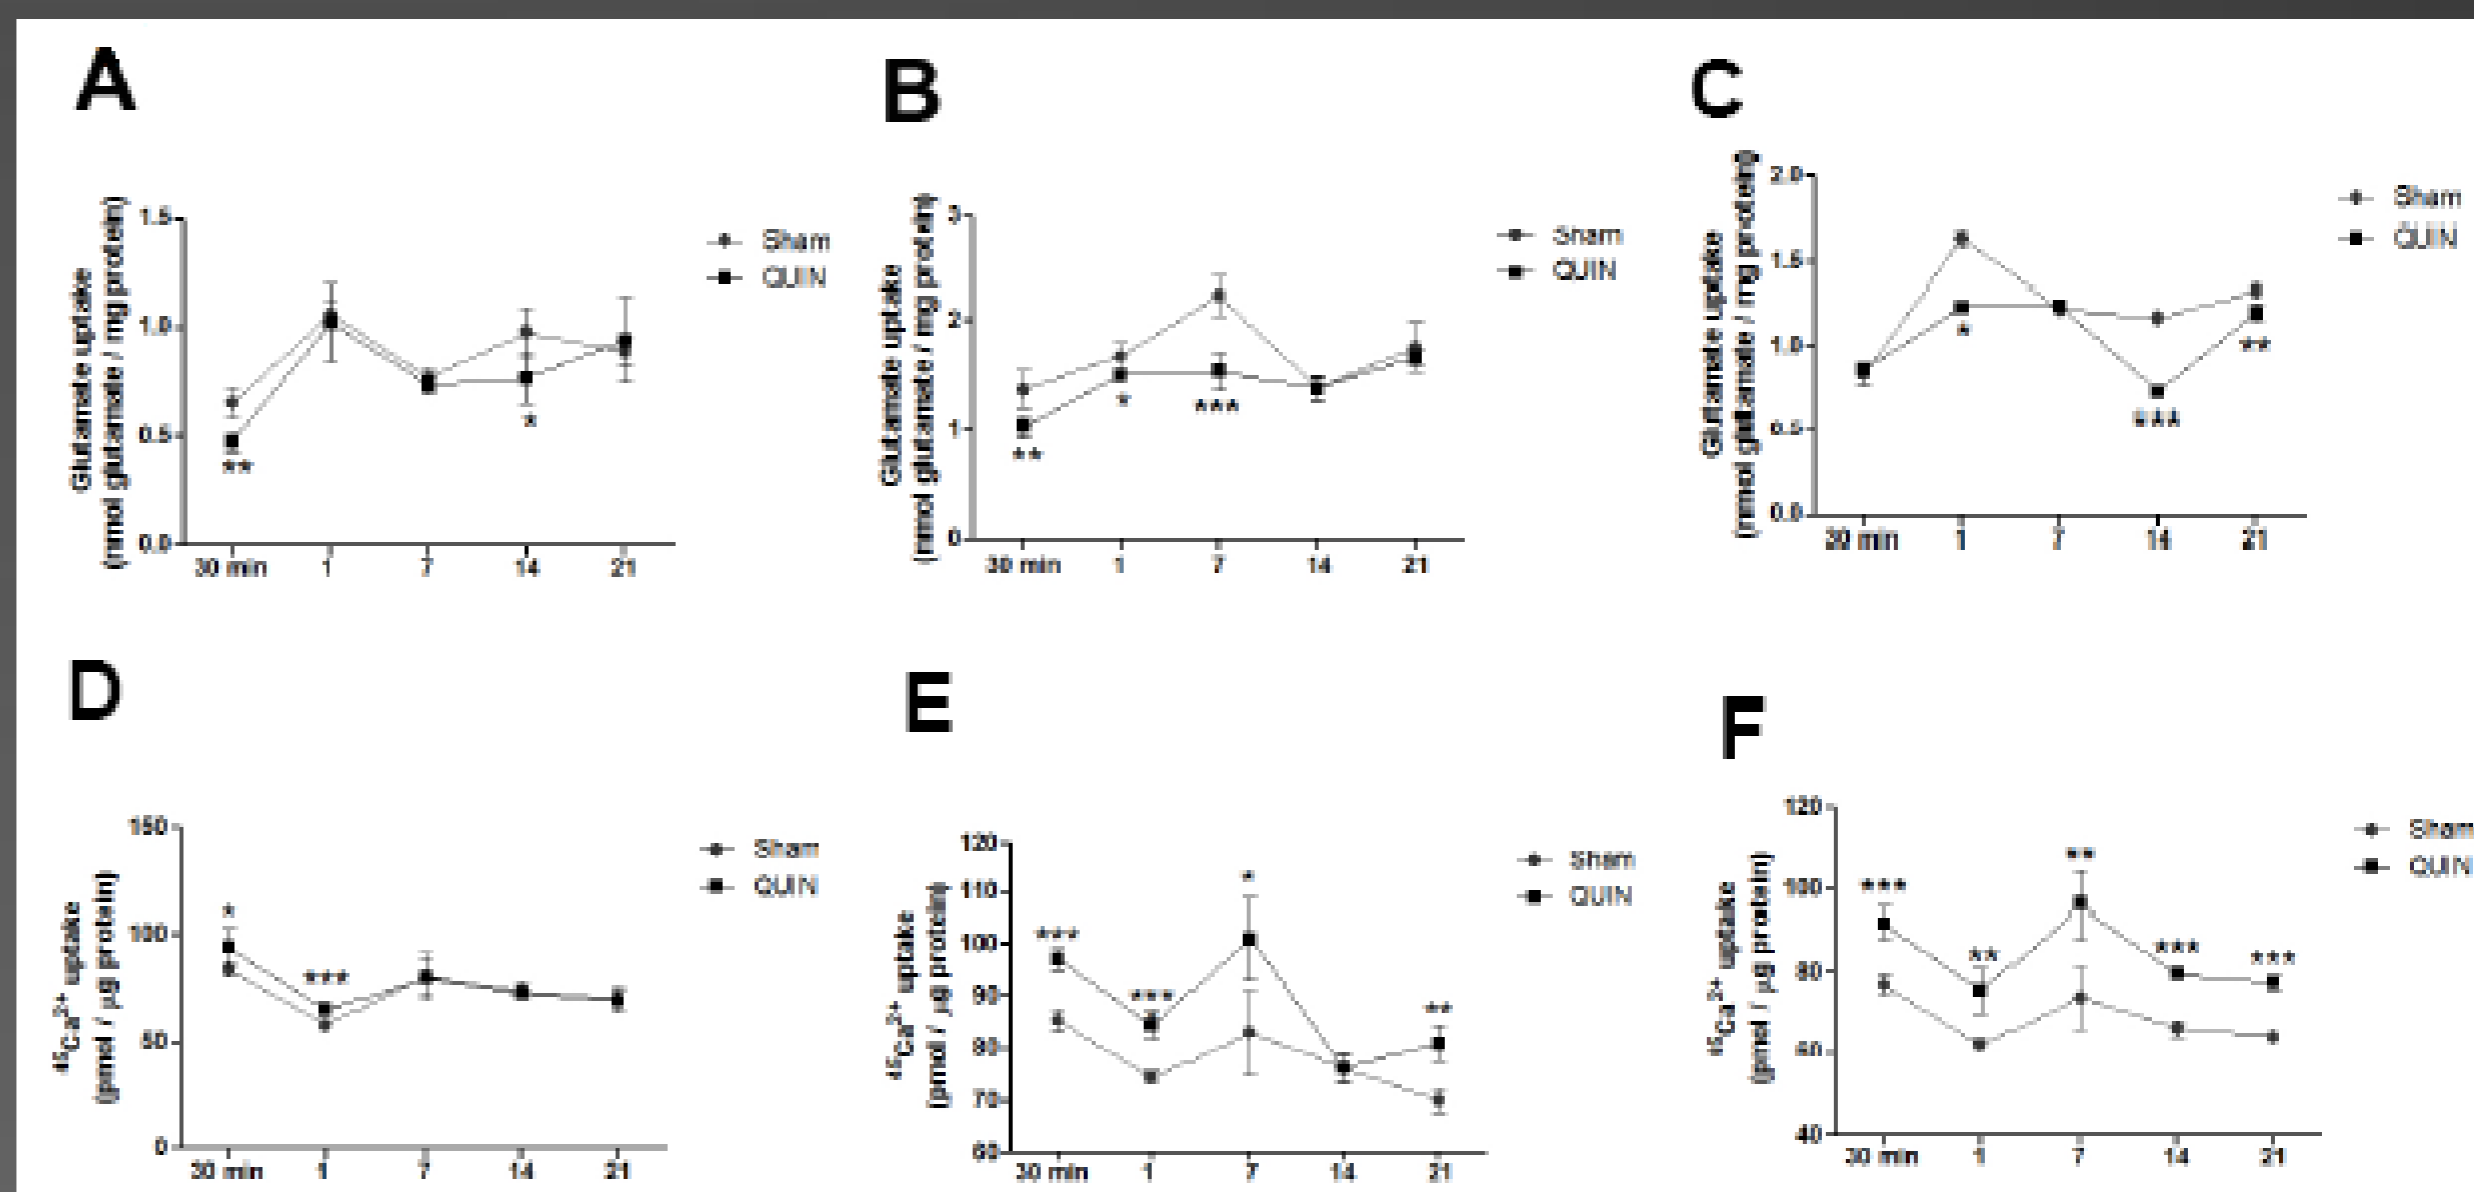 A
Glutamate uptake
(nmol glutamate / mg protein)
1.5
1.0
0.5
0.0
30 min 1 7 14 21
** *
Sham
QUIN
B
Glutamate uptake
(nmol glutamate / mg protein)
3
2
1
0
30 min 1 7 14 21
** * ***
Sham
QUIN
C
Glutamate uptake
(nmol glutamate / mg protein)
2.0
1.5
1.0
0.5
0.0
30 min 1 7 14 21
* *** **
Sham
QUIN
D
⁴⁵Ca²⁺ uptake
(pmol / µg protein)
150
100
50
0
30 min 1 7 14 21
* ***
Sham
QUIN
E
⁴⁵Ca²⁺ uptake
(pmol / µg protein)
120
110
100
90
80
70
60
30 min 1 7 14 21
*** *** * **
Sham
QUIN
F
⁴⁵Ca²⁺ uptake
(pmol / µg protein)
120
100
80
60
40
30 min 1 7 14 21
*** ** ** *** ***
Sham
QUIN